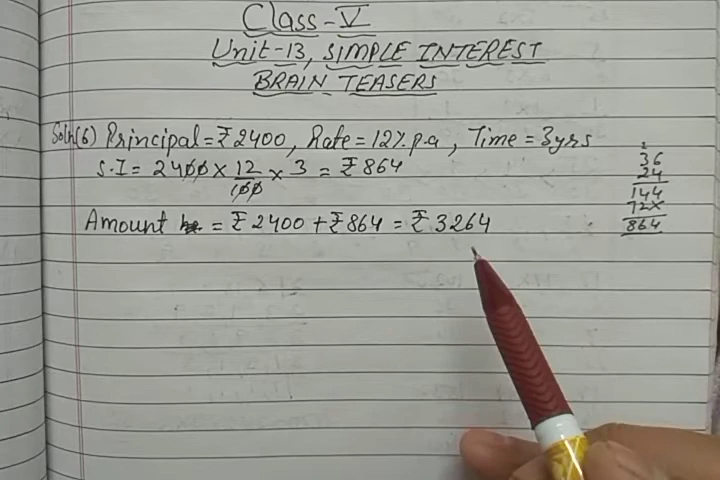 Class-V
Unit-13, SIMPLE INTEREST
BRAIN TEASERS
Soln(6) Principal = ₹2400, Rate = 12% p.a, Time = 3yrs
S.I = 2400 × 12/100 × 3 = ₹864
Amount = ₹2400 + ₹864 = ₹3264
2
36
24
144
72×
864